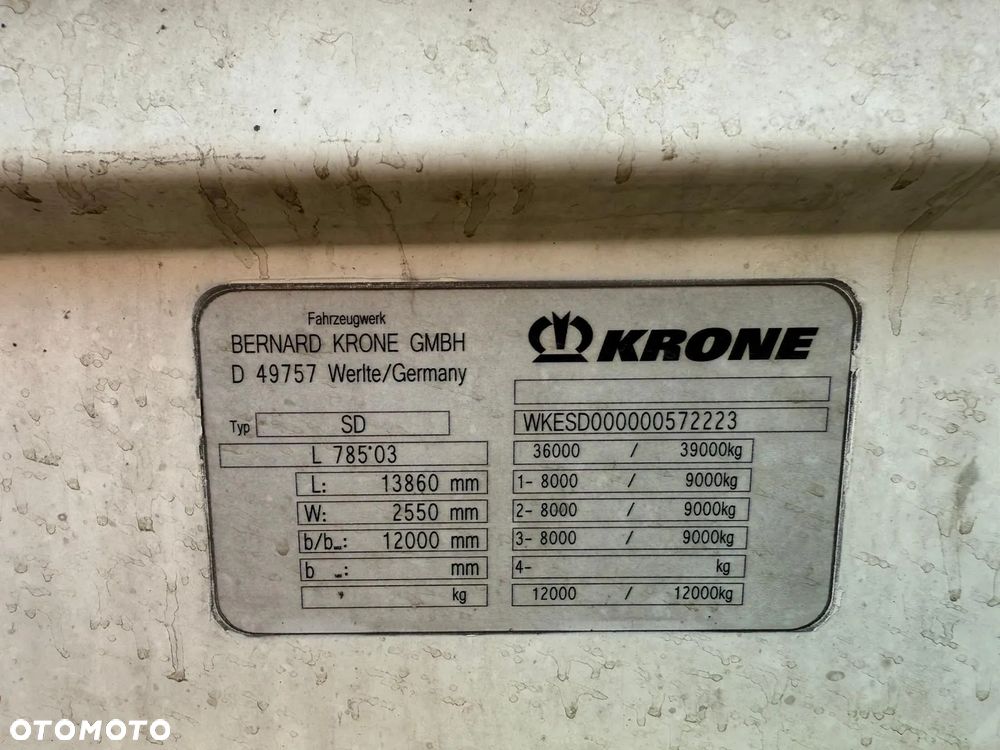 Fahrzeugwerk
BERNARD KRONE GMBH
D 49757 Werlte/Germany
KRONE
Typ SD
WKESD000000572223
L 785*03
36000 / 39000kg
L: 13860 mm
1- 8000 / 9000kg
W: 2550 mm
2- 8000 / 9000kg
b/b…: 12000 mm
3- 8000 / 9000kg
b …: mm
4- kg
kg
12000 / 12000kg
OTOMOTO